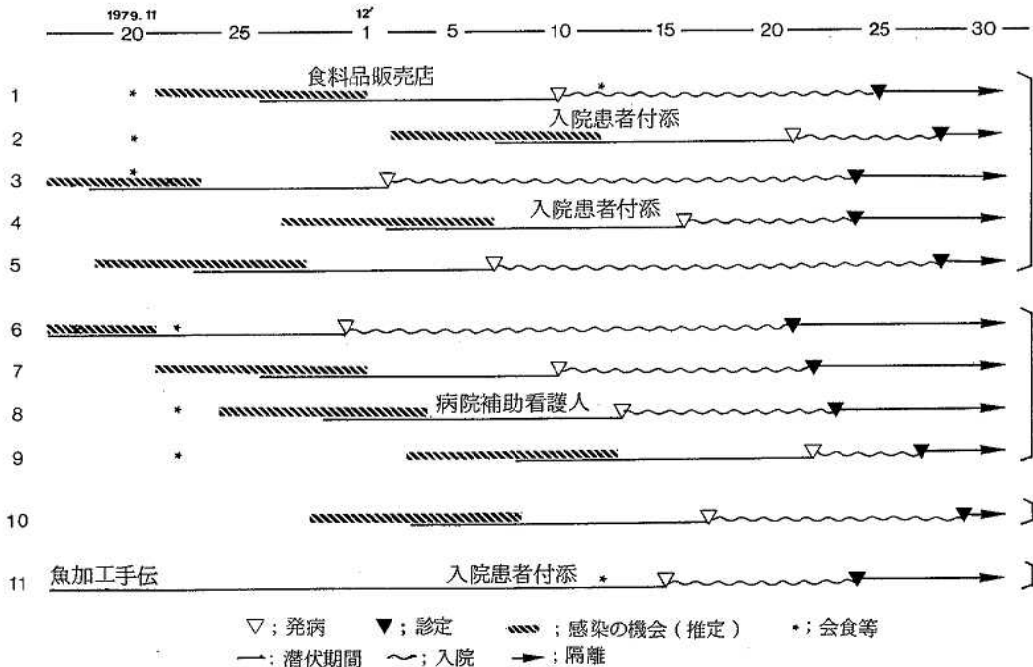 1979.11 12'
20 25 1 5 10 15 20 25 30
食料品販売店
1
入院患者付添
2
3
入院患者付添
4
5
6
7
病院補助看護人
8
9
10
魚加工手伝 入院患者付添
11
▽；発病 ▼；診定 ；感染の機会（推定） *；会食等
―：潜伏期間 〜；入院 →；隔離